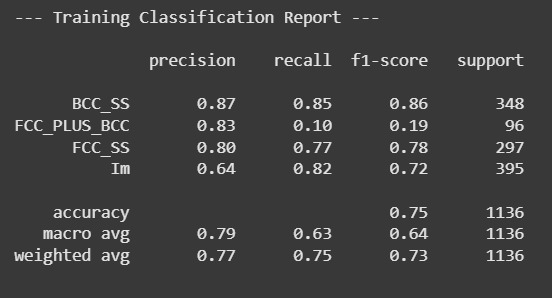 --- Training Classification Report ---
precision recall f1-score support
BCC_SS 0.87 0.85 0.86 348
FCC_PLUS_BCC 0.83 0.10 0.19 96
FCC_SS 0.80 0.77 0.78 297
Im 0.64 0.82 0.72 395
accuracy 0.75 1136
macro avg 0.79 0.63 0.64 1136
weighted avg 0.77 0.75 0.73 1136